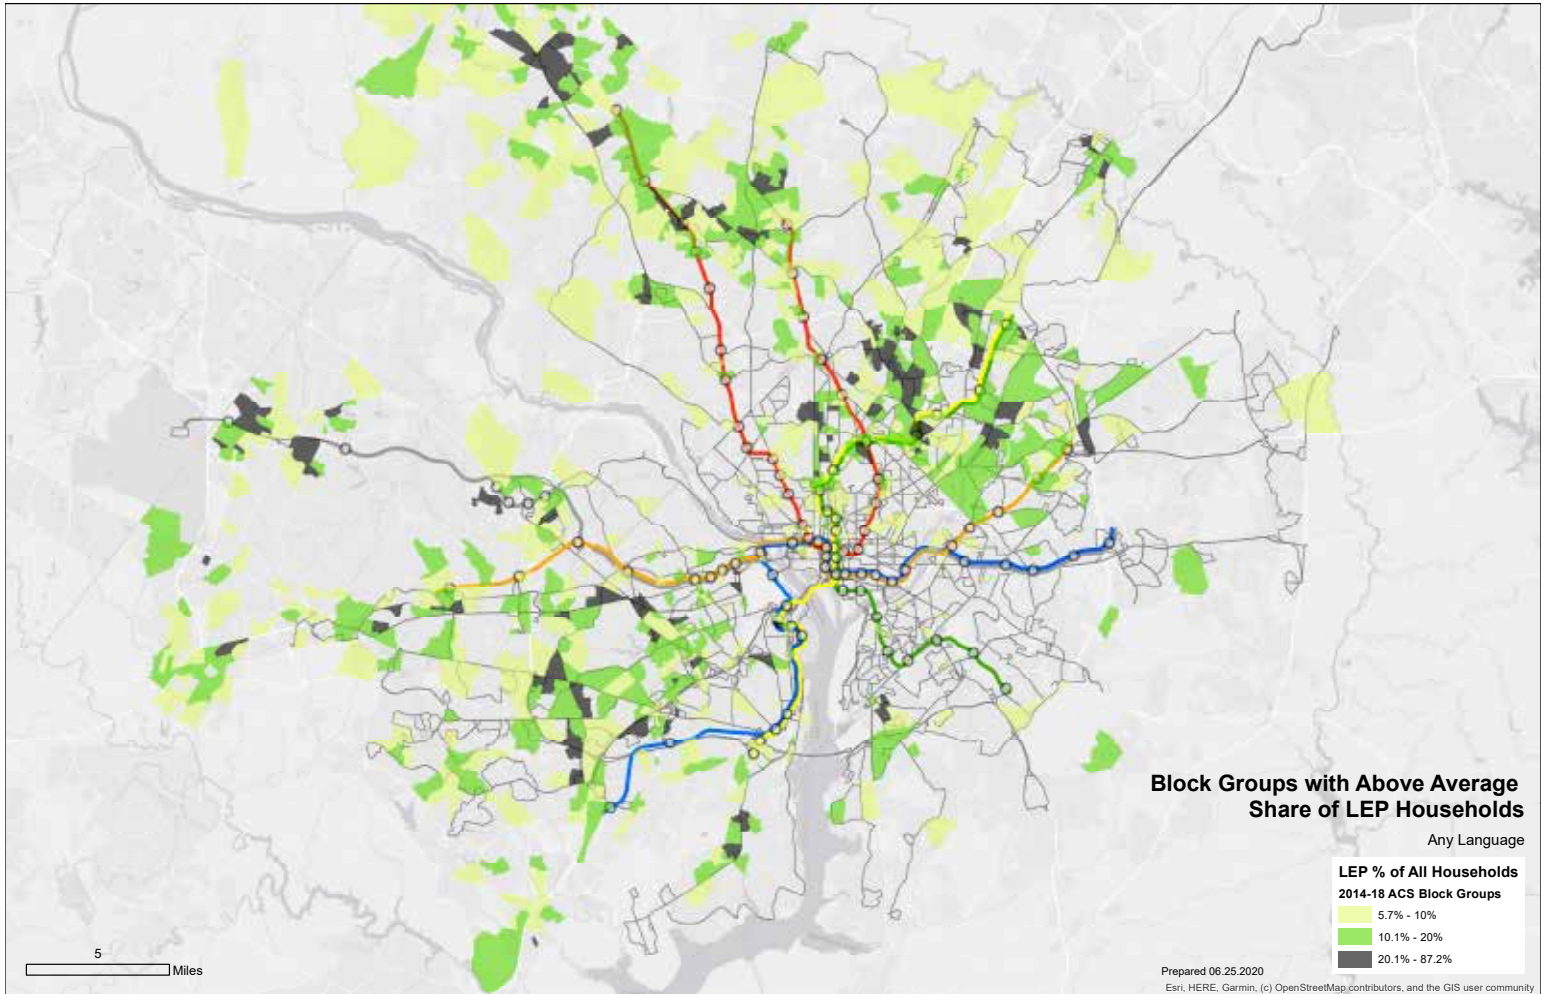 Block Groups with Above Average
Share of LEP Households
Any Language
LEP % of All Households
2014-18 ACS Block Groups
5.7% - 10%
10.1% - 20%
20.1% - 87.2%
5
Miles
Prepared 06.25.2020
Esri, HERE, Garmin, (c) OpenStreetMap contributors, and the GIS user community